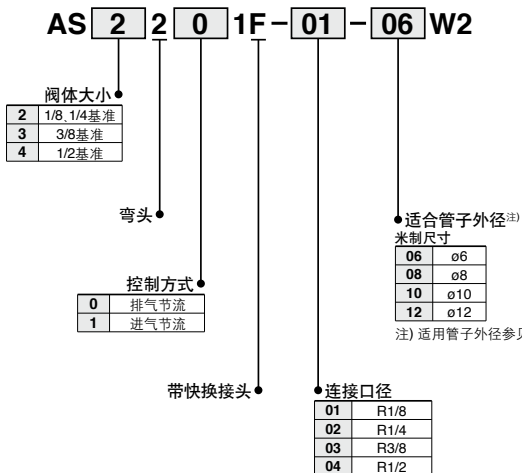 AS 2 2 0 1F-01-06 W2
阀体大小
2 1/8、1/4基准
3 3/8基准
4 1/2基准
弯头
适合管子外径注)
米制尺寸
06 ø6
08 ø8
10 ø10
12 ø12
注) 适用管子外径参见
控制方式
0 排气节流
1 进气节流
带快换接头
连接口径
01 R1/8
02 R1/4
03 R3/8
04 R1/2